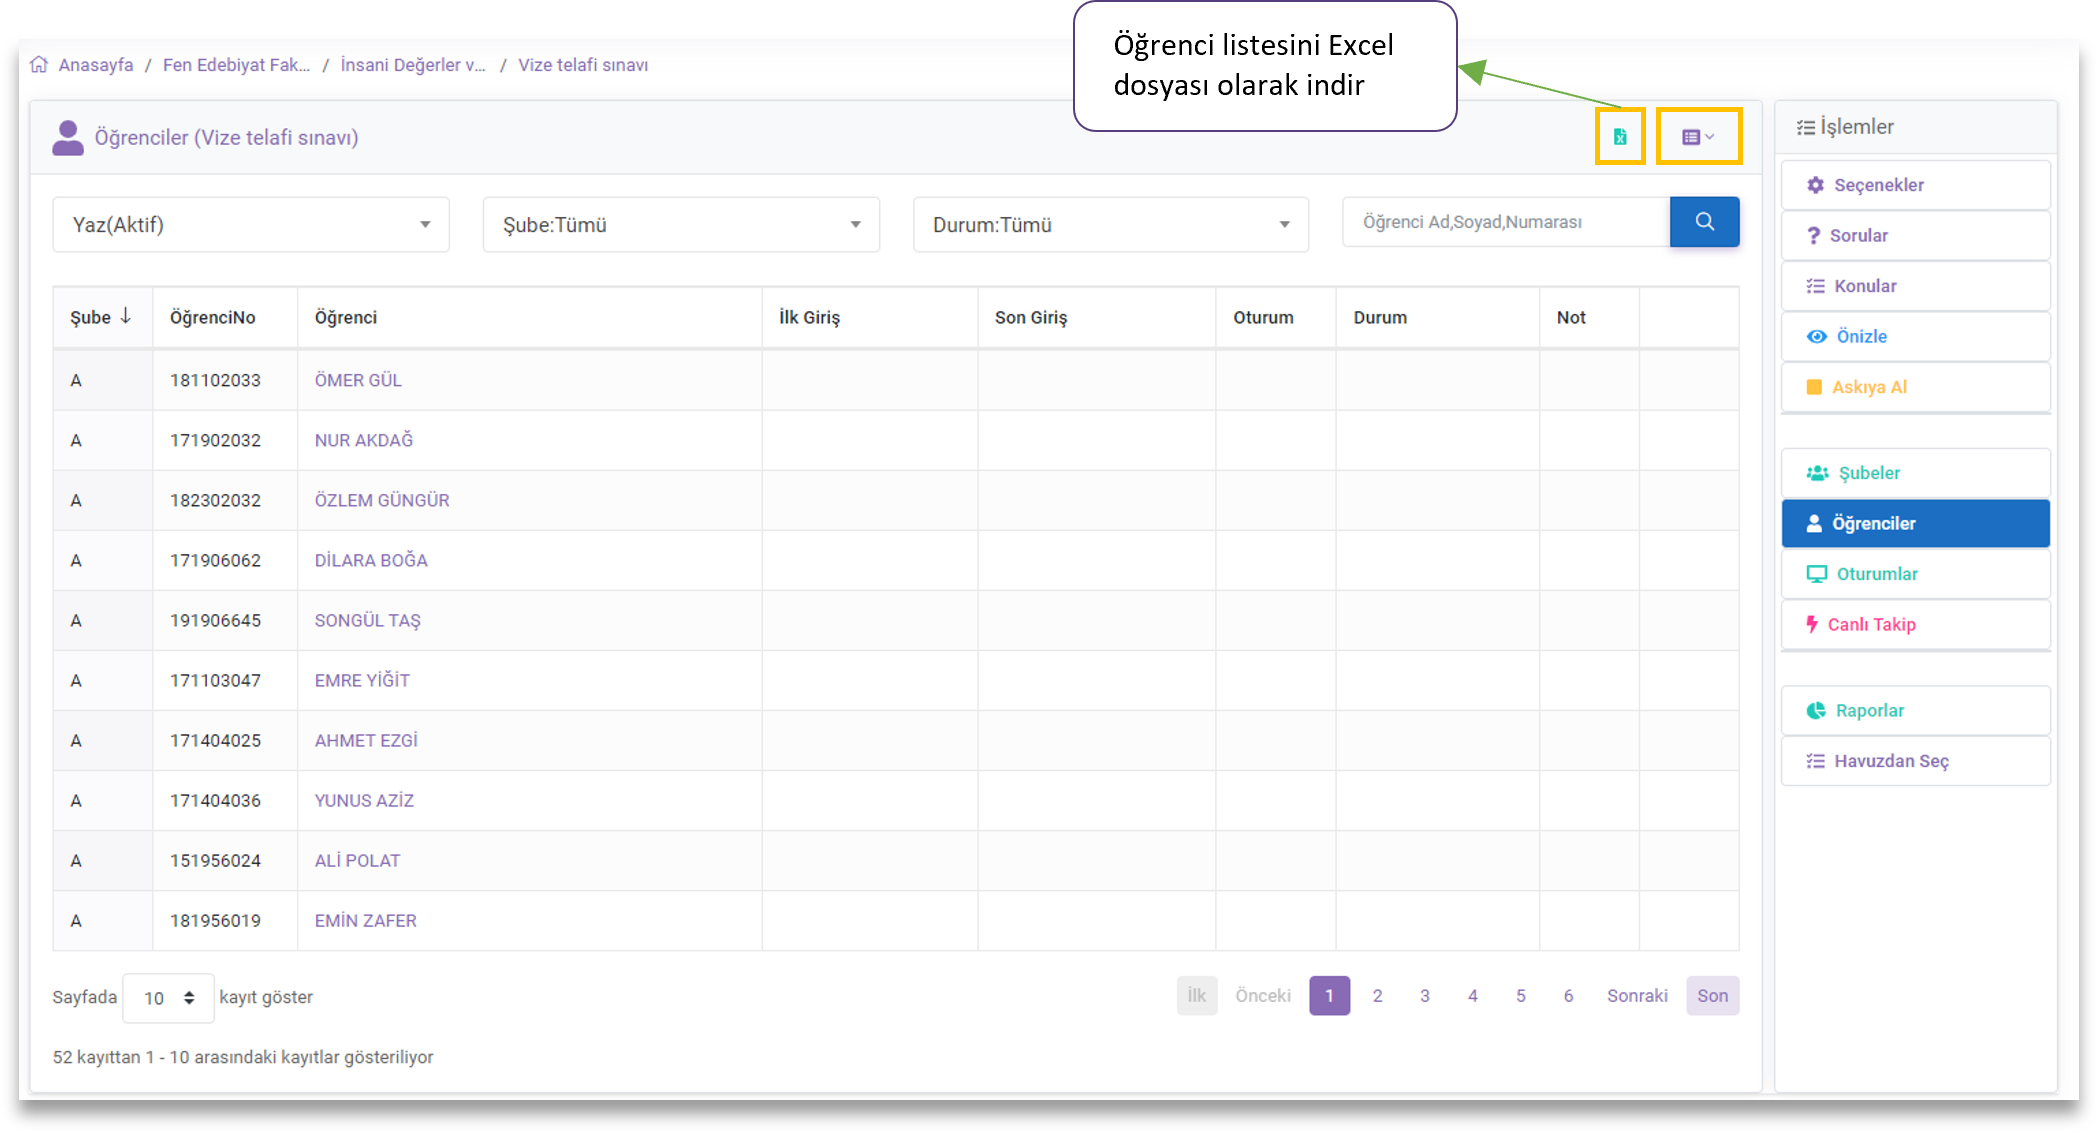 Öğrenci listesini Excel
dosyası olarak indir
Anasayfa / Fen Edebiyat Fak... / İnsani Değerler v... / Vize telafi sınavı
Öğrenciler (Vize telafi sınavı)
Yaz(Aktif) Şube:Tümü Durum:Tümü Öğrenci Ad,Soyad,Numarası
Şube ÖğrenciNo Öğrenci İlk Giriş Son Giriş Oturum Durum Not
A 181102033 ÖMER GÜL
A 171902032 NUR AKDAĞ
A 182302032 ÖZLEM GÜNGÜR
A 171906062 DİLARA BOĞA
A 191906645 SONGÜL TAŞ
A 171103047 EMRE YİĞİT
A 171404025 AHMET EZGİ
A 171404036 YUNUS AZİZ
A 151956024 ALİ POLAT
A 181956019 EMİN ZAFER
Sayfada 10 kayıt göster İlk Önceki 1 2 3 4 5 6 Sonraki Son
52 kayıttan 1 - 10 arasındaki kayıtlar gösteriliyor
İşlemler
Seçenekler
Sorular
Konular
Önizle
Askıya Al
Şubeler
Öğrenciler
Oturumlar
Canlı Takip
Raporlar
Havuzdan Seç